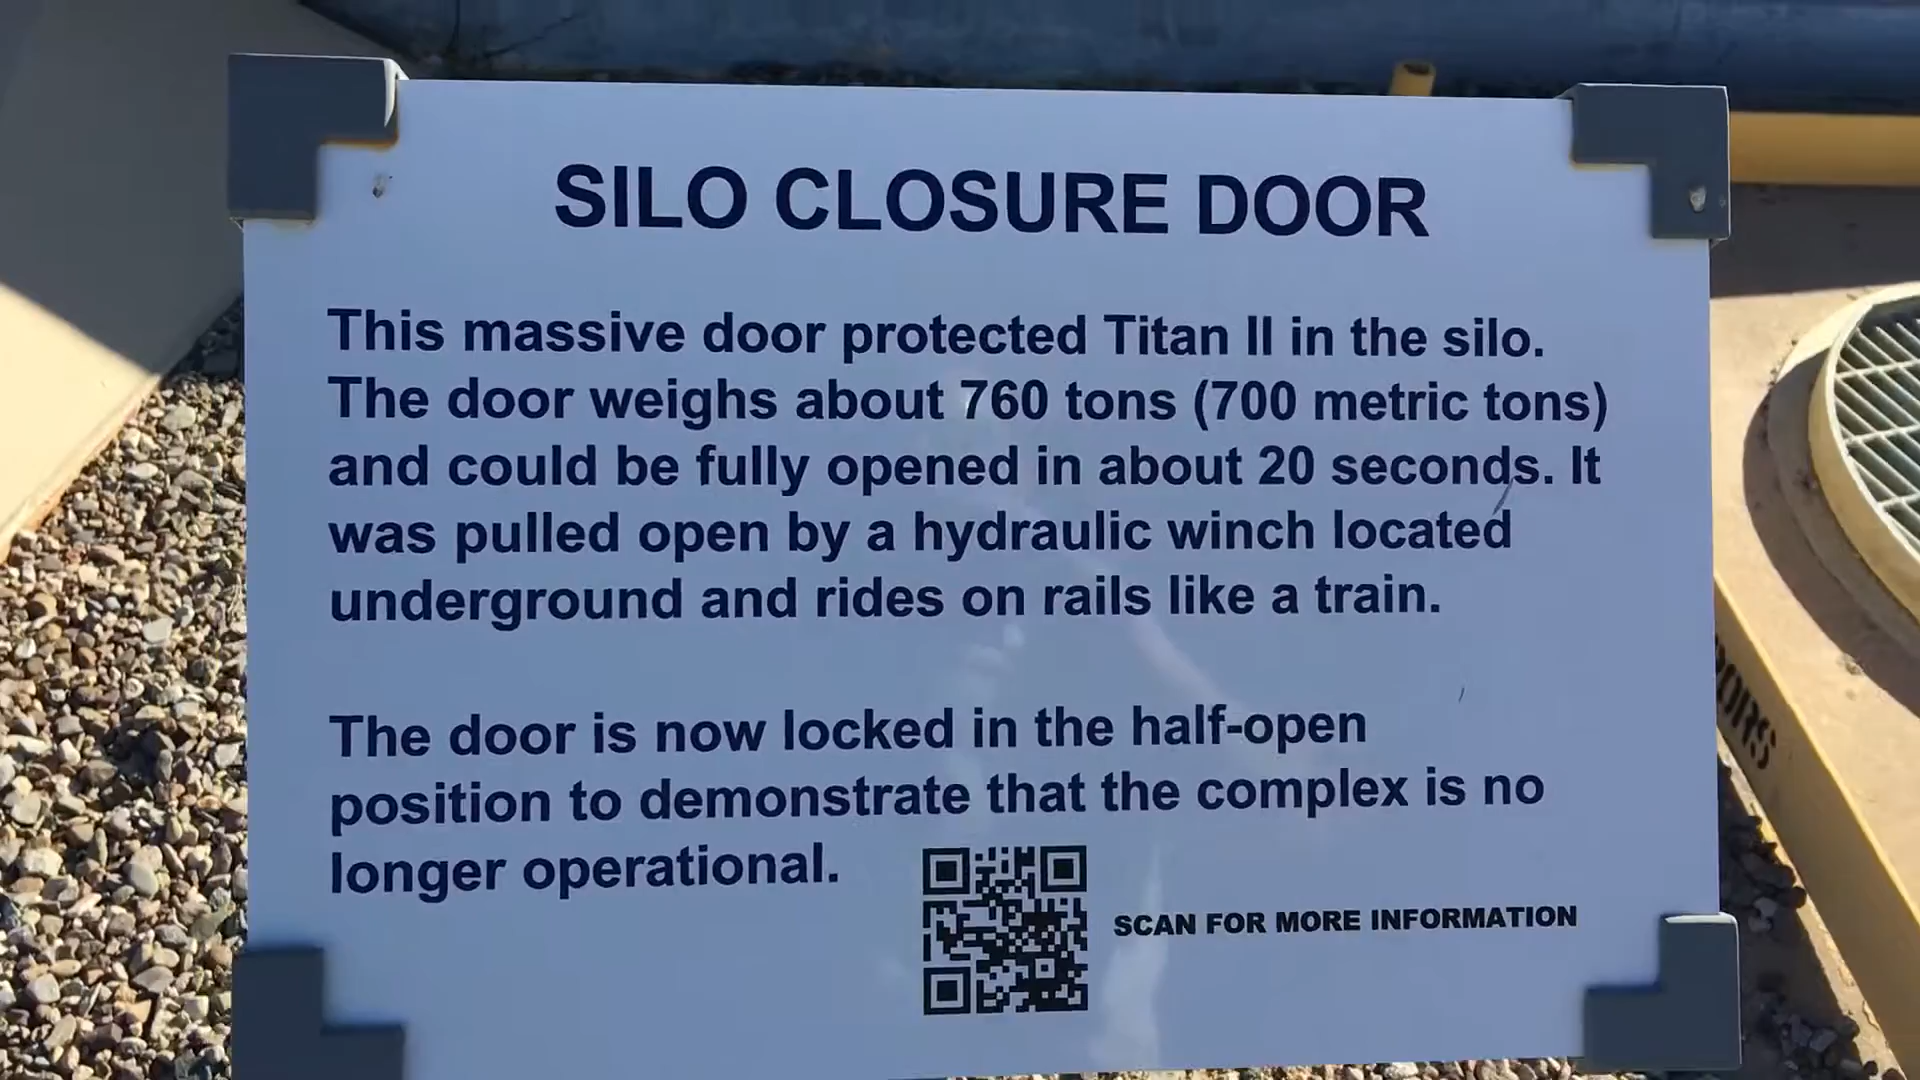 SILO CLOSURE DOOR
This massive door protected Titan II in the silo.
The door weighs about 760 tons (700 metric tons)
and could be fully opened in about 20 seconds. It
was pulled open by a hydraulic winch located
underground and rides on rails like a train.
The door is now locked in the half-open
position to demonstrate that the complex is no
longer operational.
SCAN FOR MORE INFORMATION